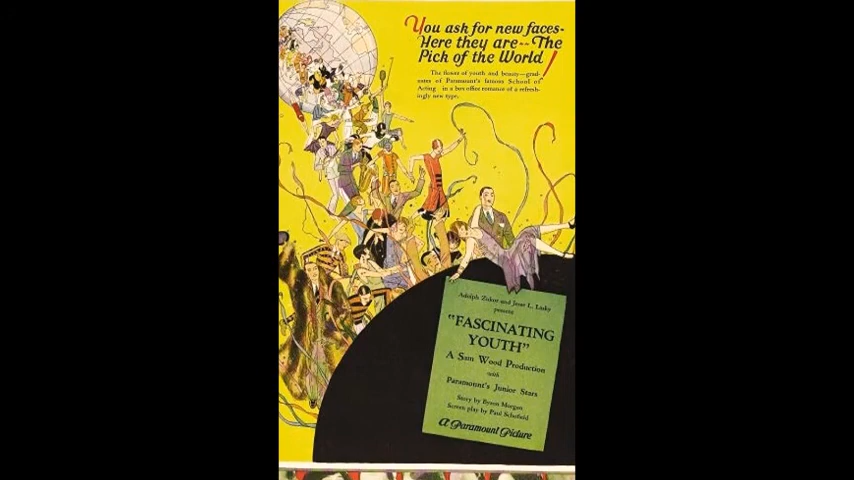 You ask for new faces-
Here they are--The
Pick of the World!
The flower of youth and beauty—grad-
uates of Paramount's famous School of
Acting in a box office romance of a refresh-
ingly new type.
Adolph Zukor and Jesse L. Lasky
present
"FASCINATING
YOUTH"
A Sam Wood Production
with
Paramount's Junior Stars
Story by Byron Morgan
Screen play by Paul Schofield
A Paramount Picture